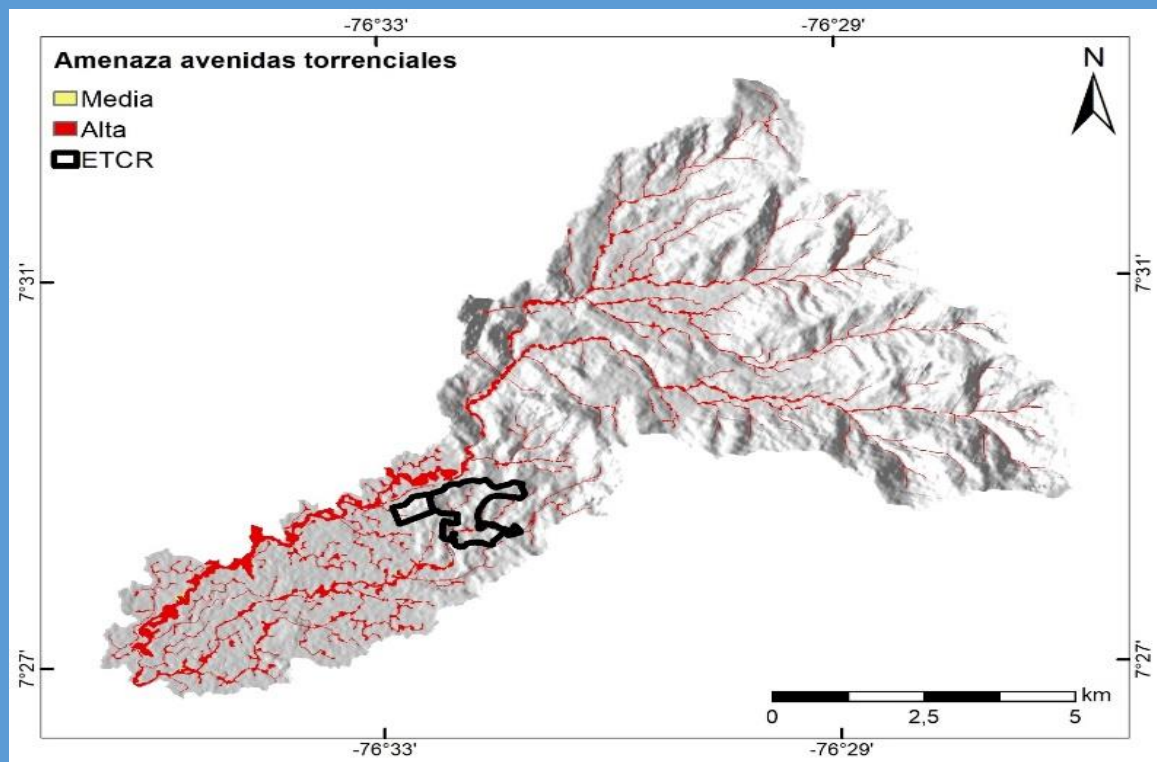 -76°33'
-76°29'
Amenaza avenidas torrenciales
Media
Alta
ETCR
N
7°31'
7°31'
7°27'
7°27'
km
0
2,5
5
-76°33'
-76°29'